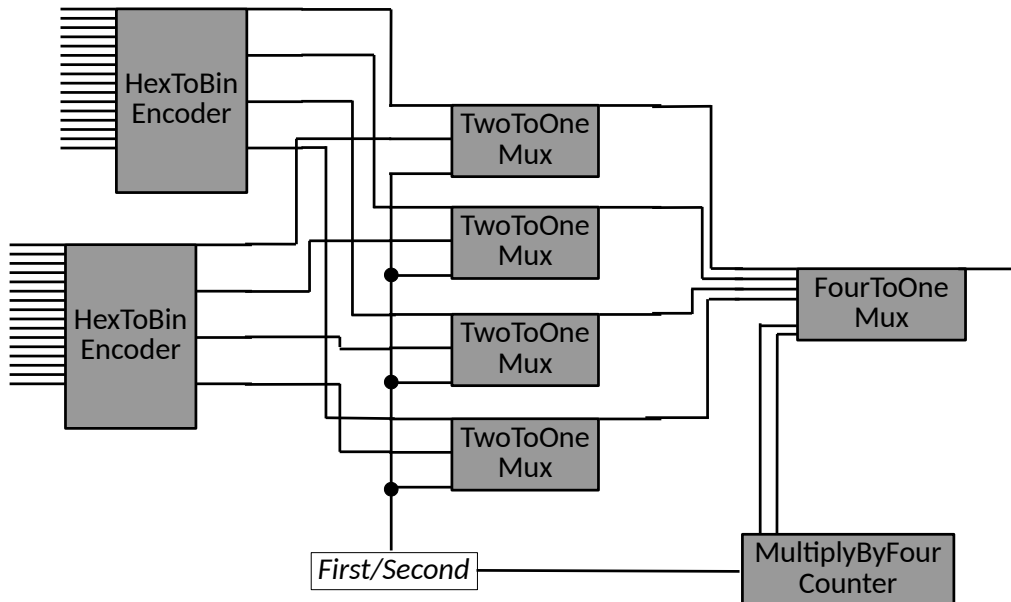 HexToBin
Encoder
TwoToOne
Mux
TwoToOne
Mux
HexToBin
Encoder
FourToOne
Mux
TwoToOne
Mux
TwoToOne
Mux
First/Second
MultiplyByFour
Counter